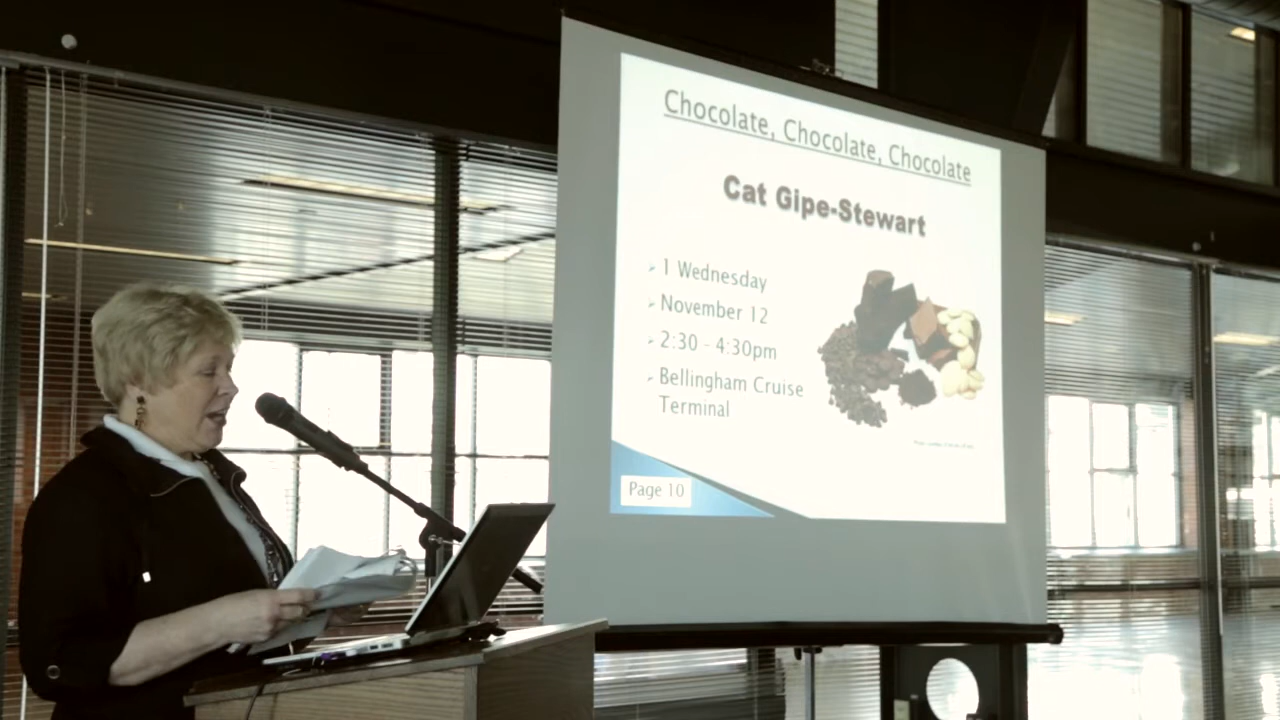 Chocolate, Chocolate, Chocolate
Cat Gipe-Stewart
1 Wednesday
November 12
2:30 - 4:30pm
Bellingham Cruise
Terminal
Page 10